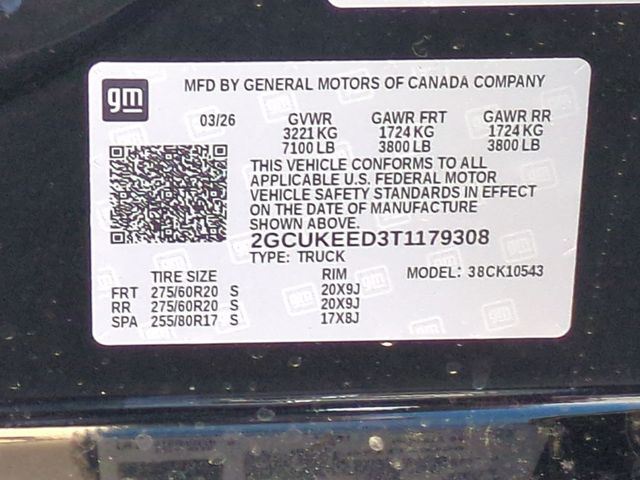 gm
MFD BY GENERAL MOTORS OF CANADA COMPANY
03/26 GVWR GAWR FRT GAWR RR
3221 KG 1724 KG 1724 KG
7100 LB 3800 LB 3800 LB
THIS VEHICLE CONFORMS TO ALL
APPLICABLE U.S. FEDERAL MOTOR
VEHICLE SAFETY STANDARDS IN EFFECT
ON THE DATE OF MANUFACTURE
SHOWN ABOVE.
2GCUKEED3T1179308
TYPE: TRUCK
TIRE SIZE RIM MODEL: 38CK10543
FRT 275/60R20 S 20X9J
RR 275/60R20 S 20X9J
SPA 255/80R17 S 17X8J